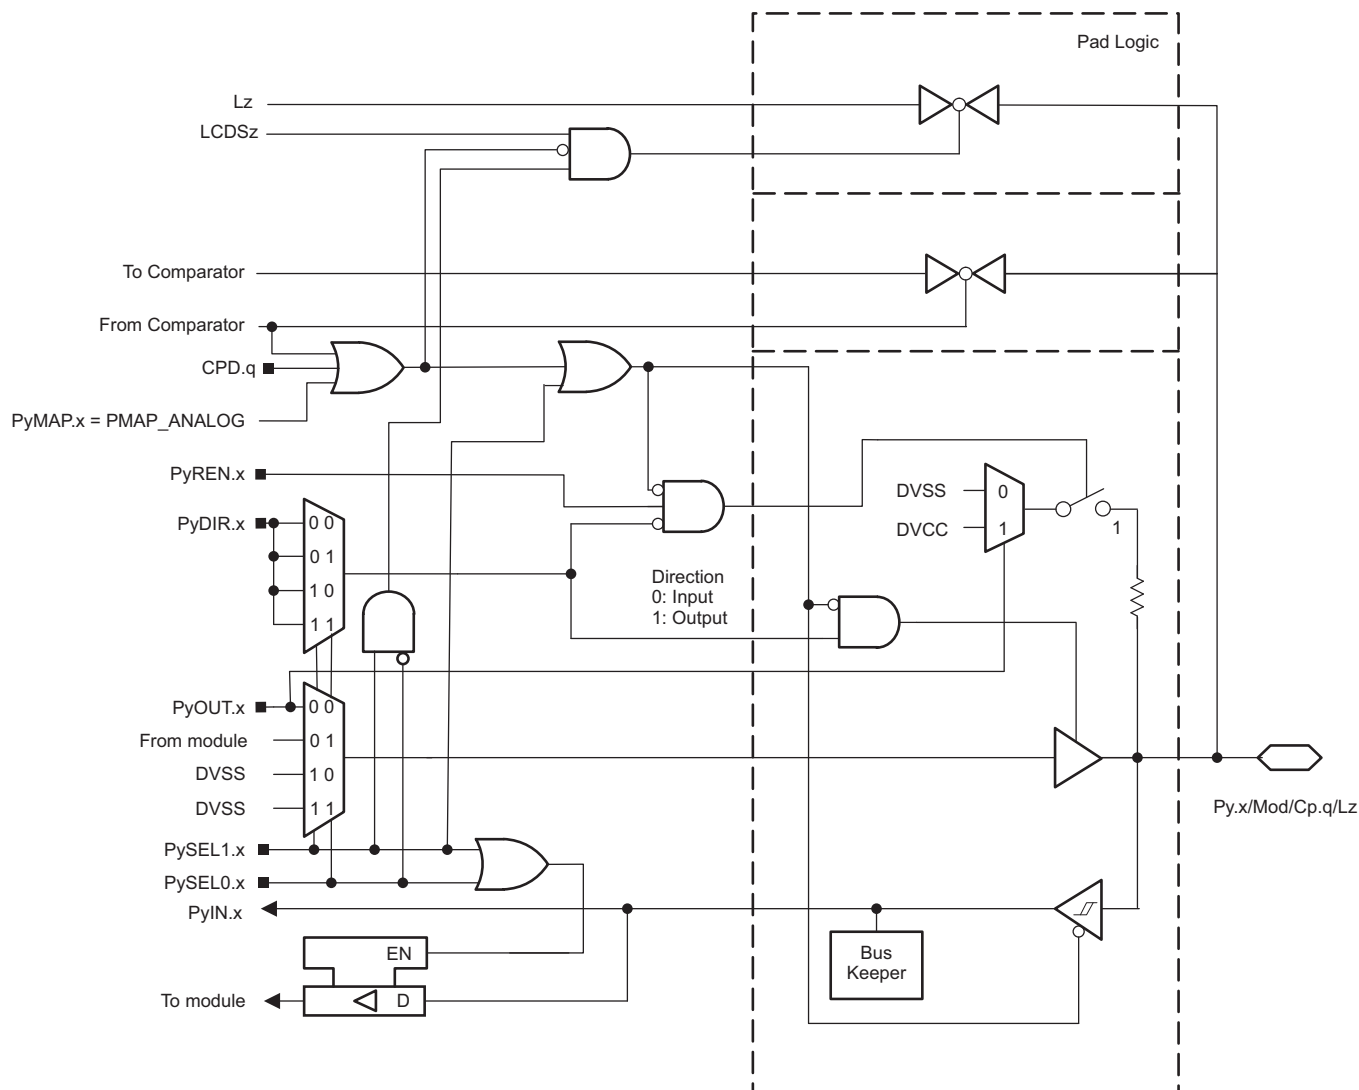 Pad Logic
Lz
LCDSz
To Comparator
From Comparator
CPD.q
PyMAP.x = PMAP_ANALOG
PyREN.x
PyDIR.x
0 0
0 1
1 0
1 1
DVSS
0
DVCC
1
1
Direction
0: Input
1: Output
PyOUT.x
0 0
From module
0 1
DVSS
1 0
DVSS
1 1
Py.x/Mod/Cp.q/Lz
PySEL1.x
PySEL0.x
PyIN.x
EN
Bus
Keeper
To module
D